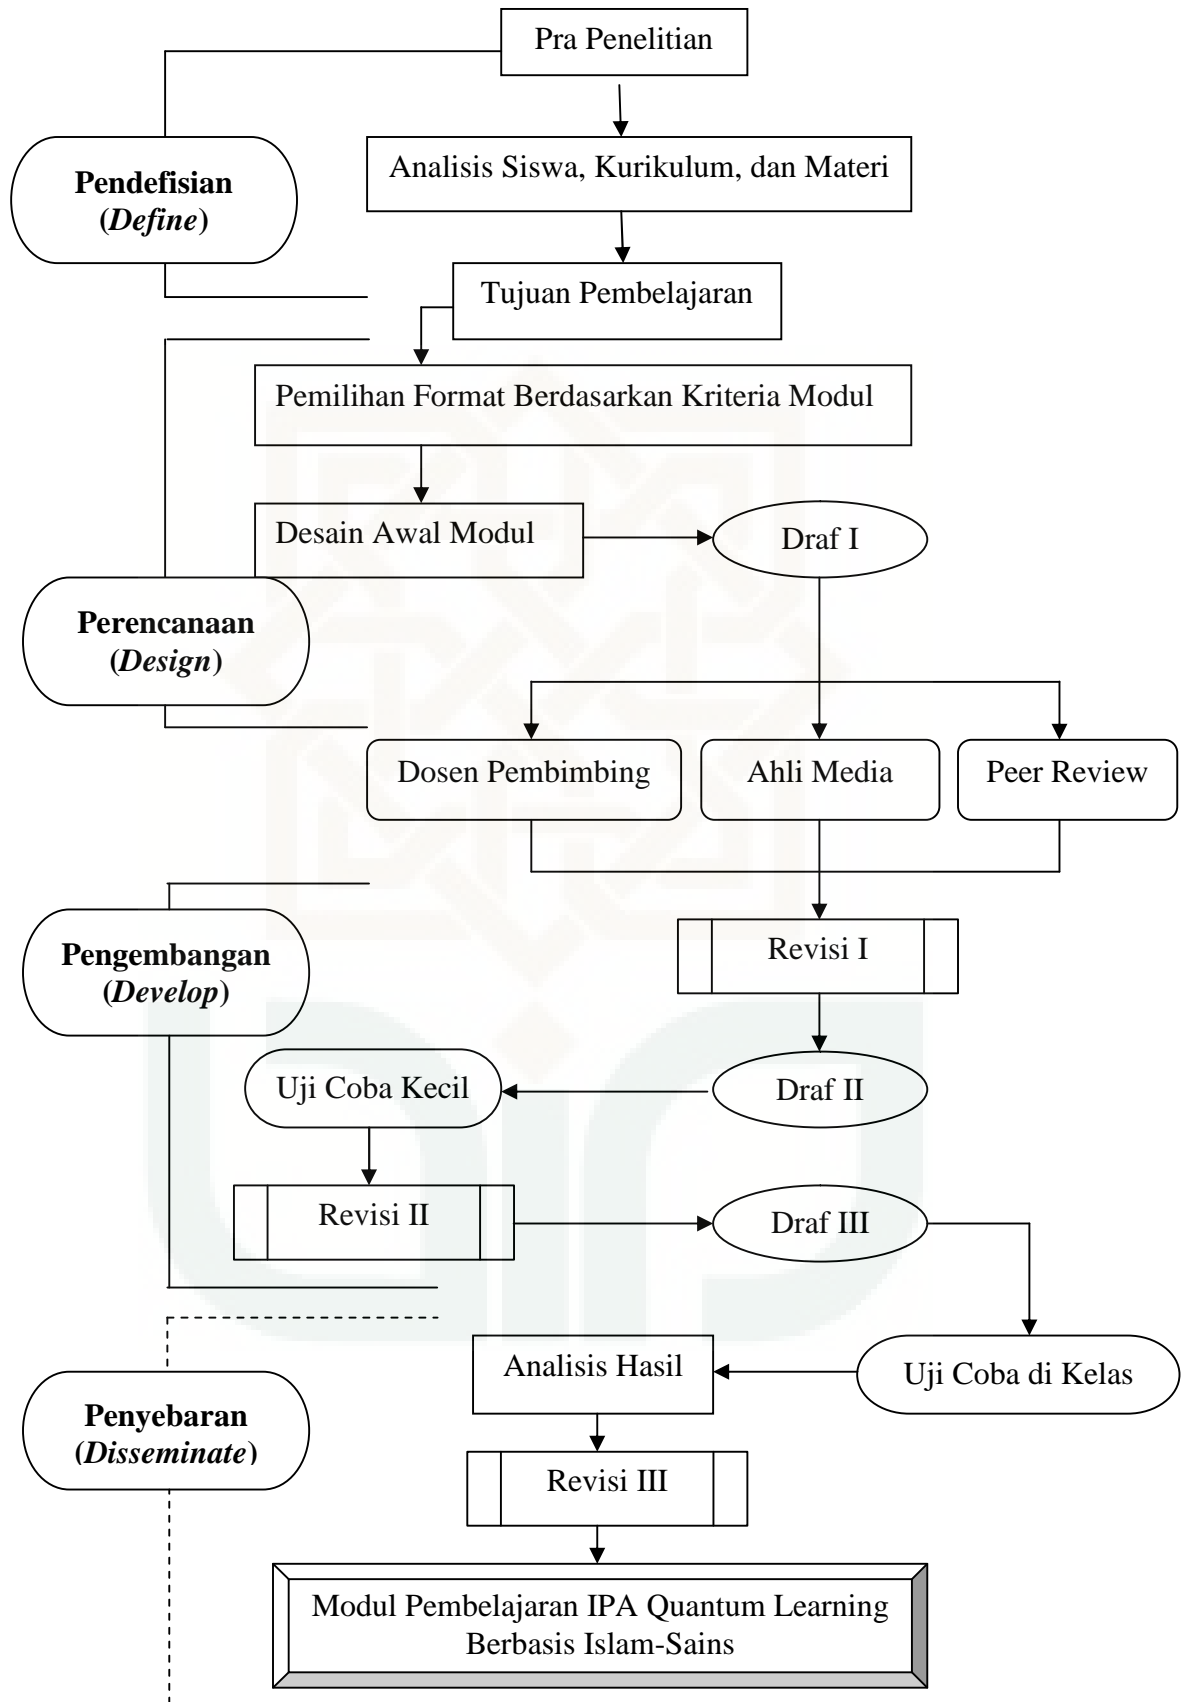 Pra Penelitian
Pendefisian
(Define)
Analisis Siswa, Kurikulum, dan Materi
Tujuan Pembelajaran
Pemilihan Format Berdasarkan Kriteria Modul
Desain Awal Modul
Draf I
Perencanaan
(Design)
Dosen Pembimbing
Ahli Media
Peer Review
Pengembangan
(Develop)
Revisi I
Uji Coba Kecil
Draf II
Revisi II
Draf III
Analisis Hasil
Uji Coba di Kelas
Penyebaran
(Disseminate)
Revisi III
Modul Pembelajaran IPA Quantum Learning
Berbasis Islam-Sains